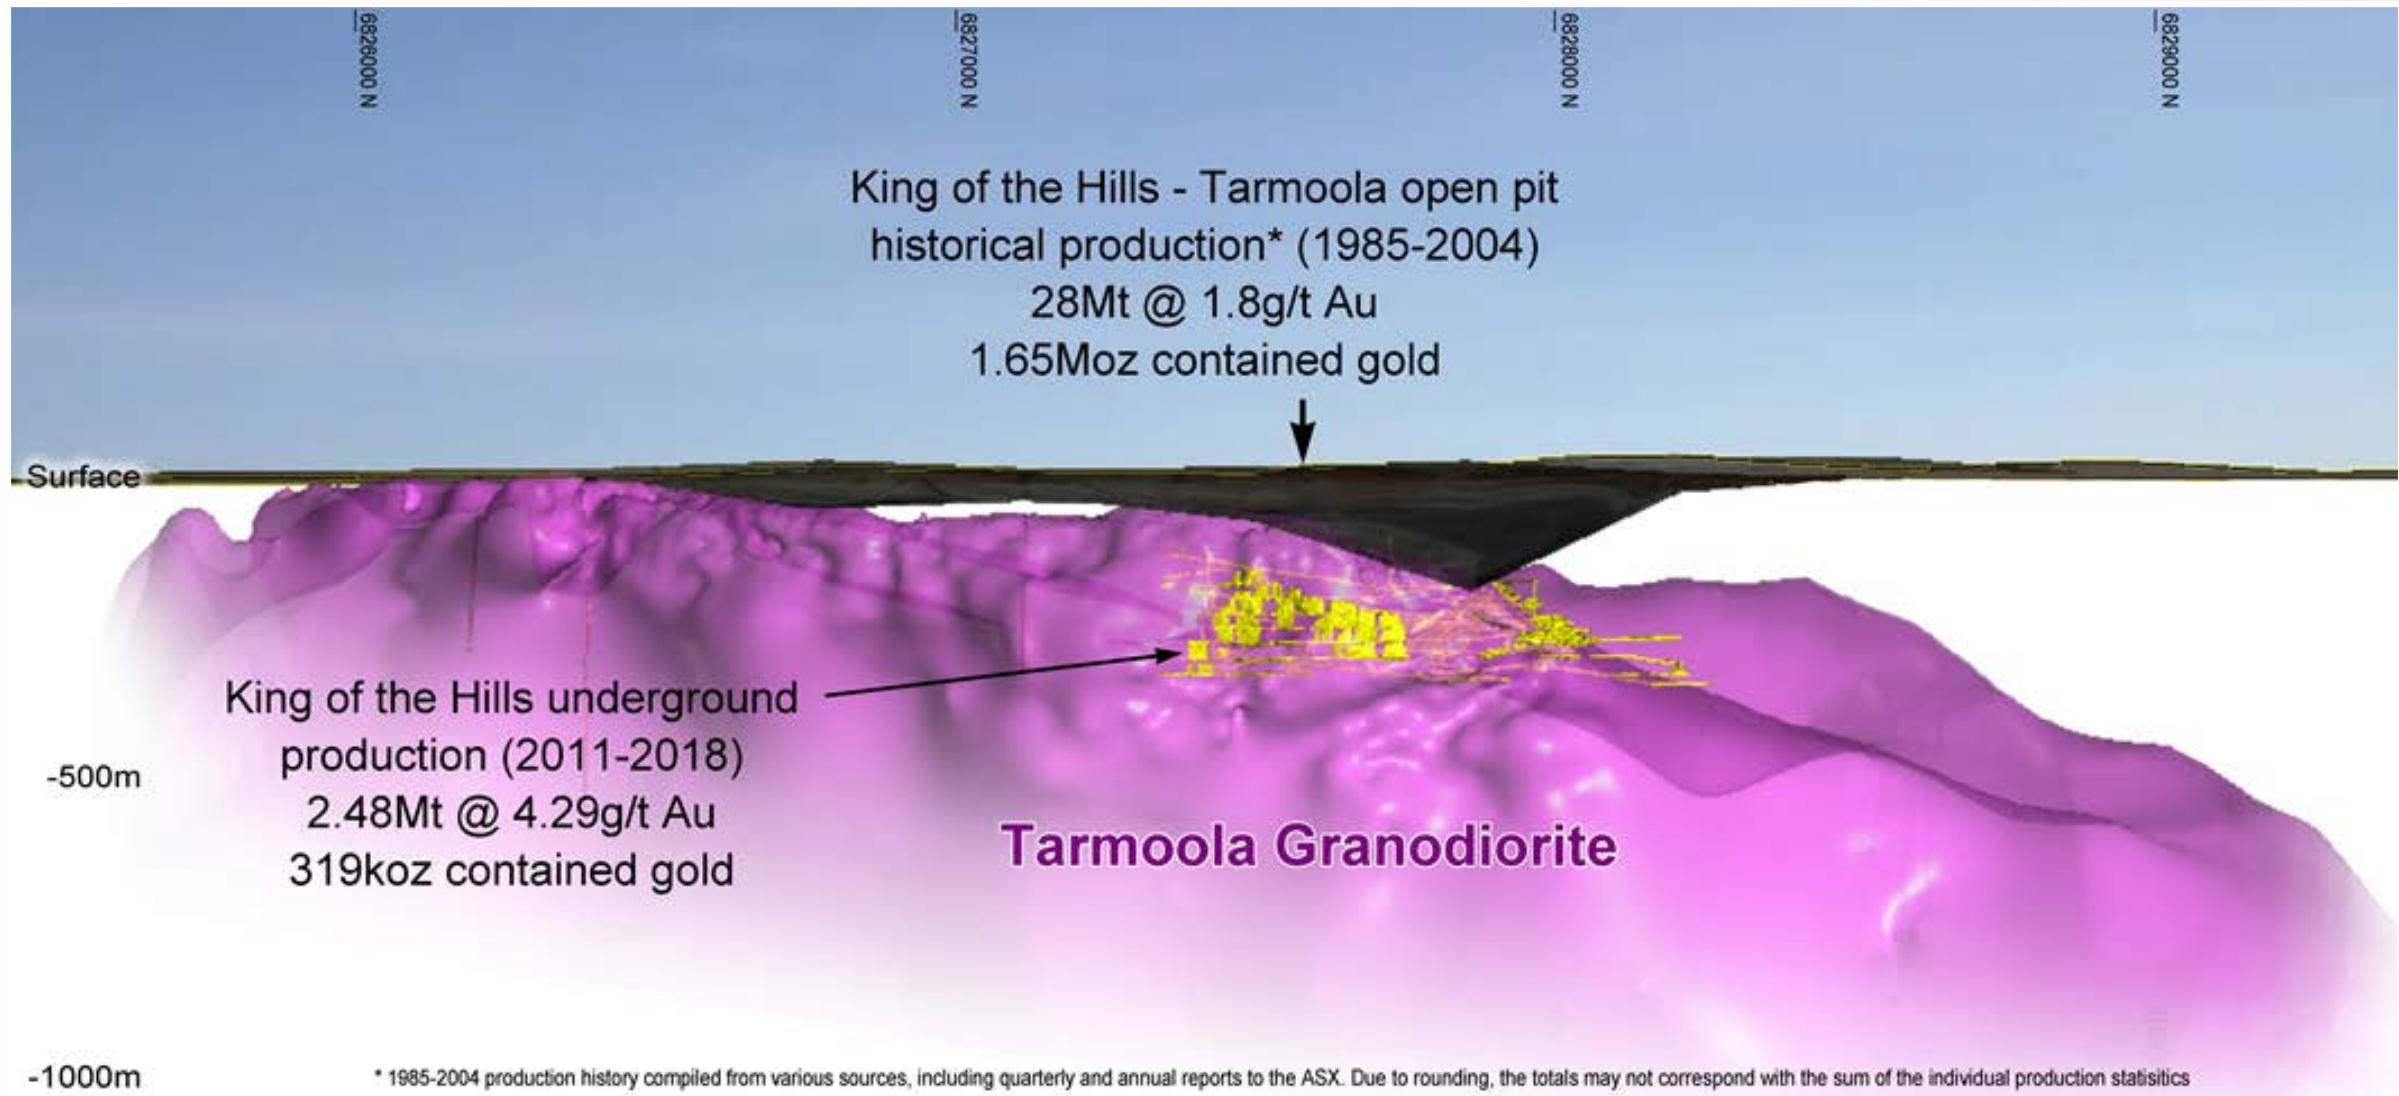 6826000 N
6827000 N
6828000 N
6829000 N
King of the Hills - Tarmoola open pit
historical production* (1985-2004)
28Mt @ 1.8g/t Au
1.65Moz contained gold
Surface
King of the Hills underground
production (2011-2018)
2.48Mt @ 4.29g/t Au
319koz contained gold
-500m
Tarmoola Granodiorite
-1000m
* 1985-2004 production history compiled from various sources, including quarterly and annual reports to the ASX. Due to rounding, the totals may not correspond with the sum of the individual production statisitics